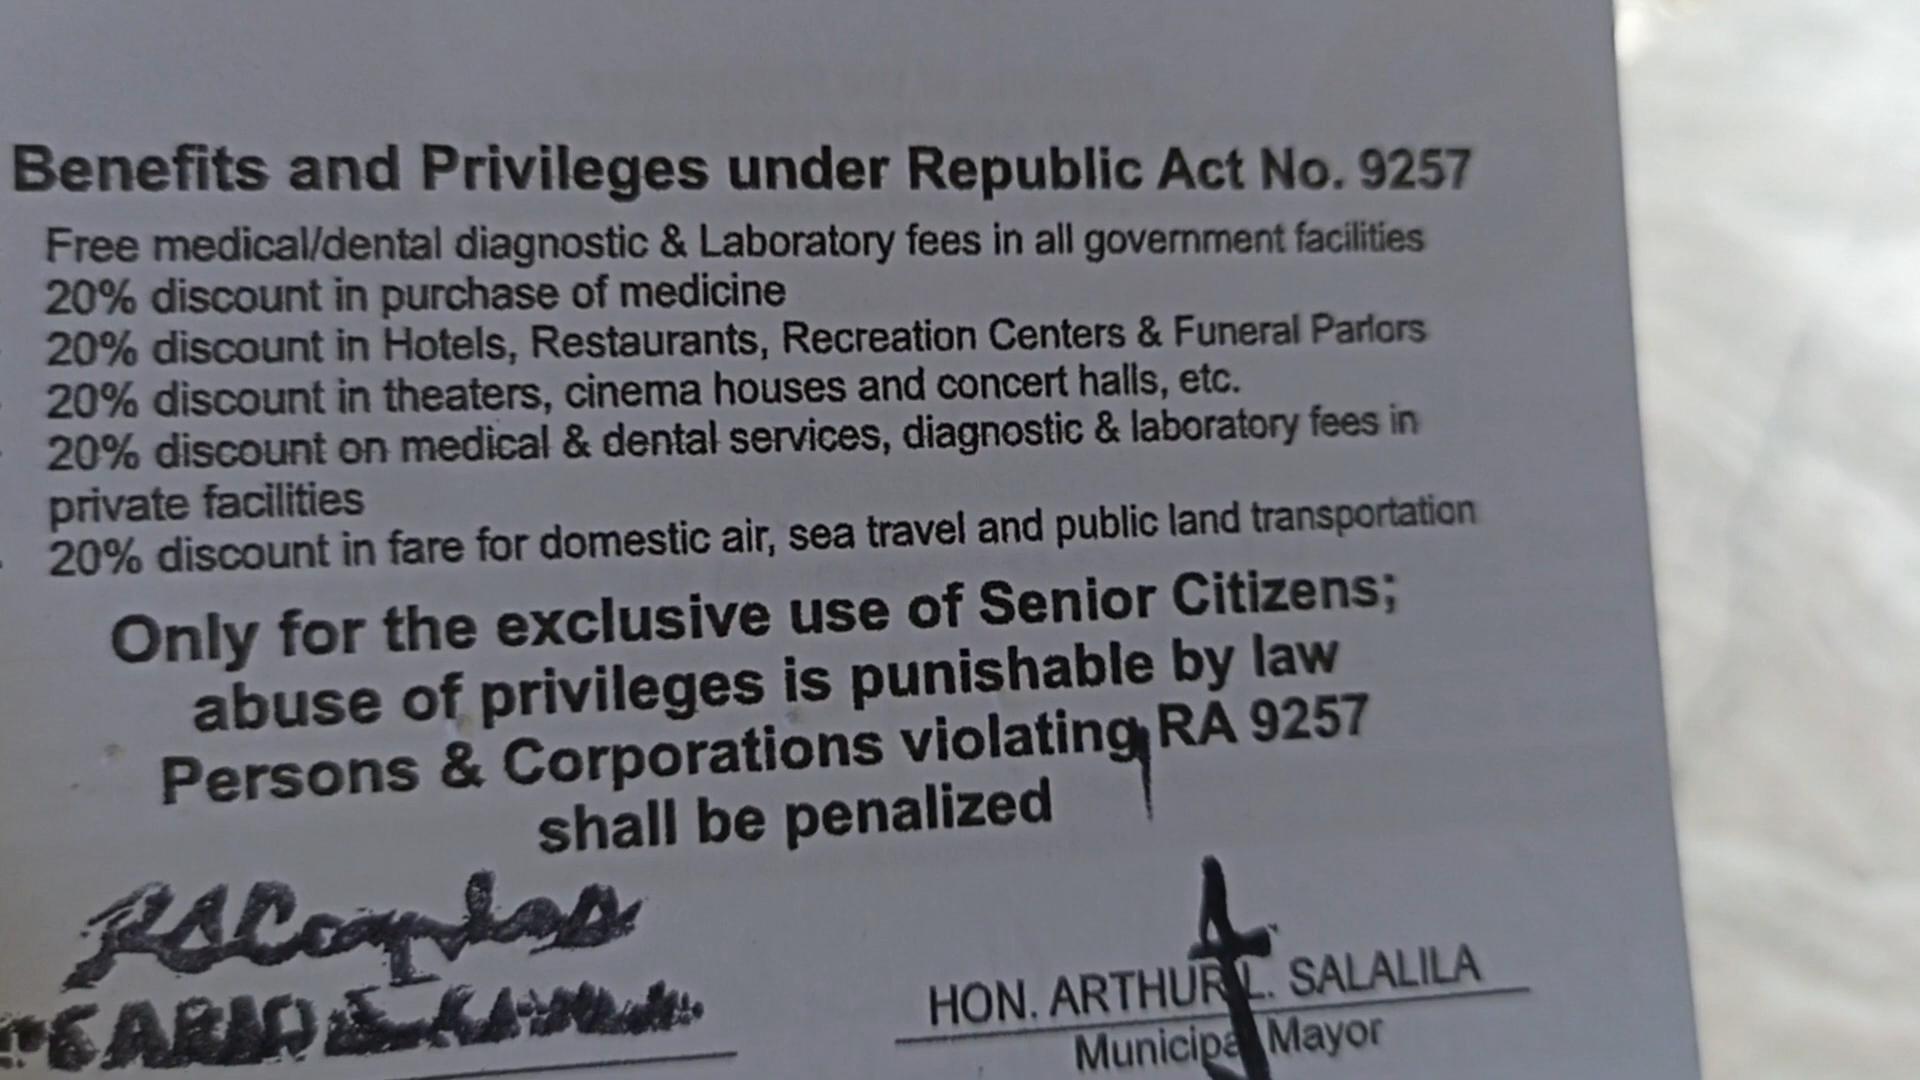 Benefits and Privileges under Republic Act No. 9257
Free medical/dental diagnostic & Laboratory fees in all government facilities
20% discount in purchase of medicine
20% discount in Hotels, Restaurants, Recreation Centers & Funeral Parlors
20% discount in theaters, cinema houses and concert halls, etc.
20% discount on medical & dental services, diagnostic & laboratory fees in
private facilities
20% discount in fare for domestic air, sea travel and public land transportation
Only for the exclusive use of Senior Citizens;
abuse of privileges is punishable by law
Persons & Corporations violating RA 9257
shall be penalized
HON. ARTHUR L. SALALILA
Municipal Mayor